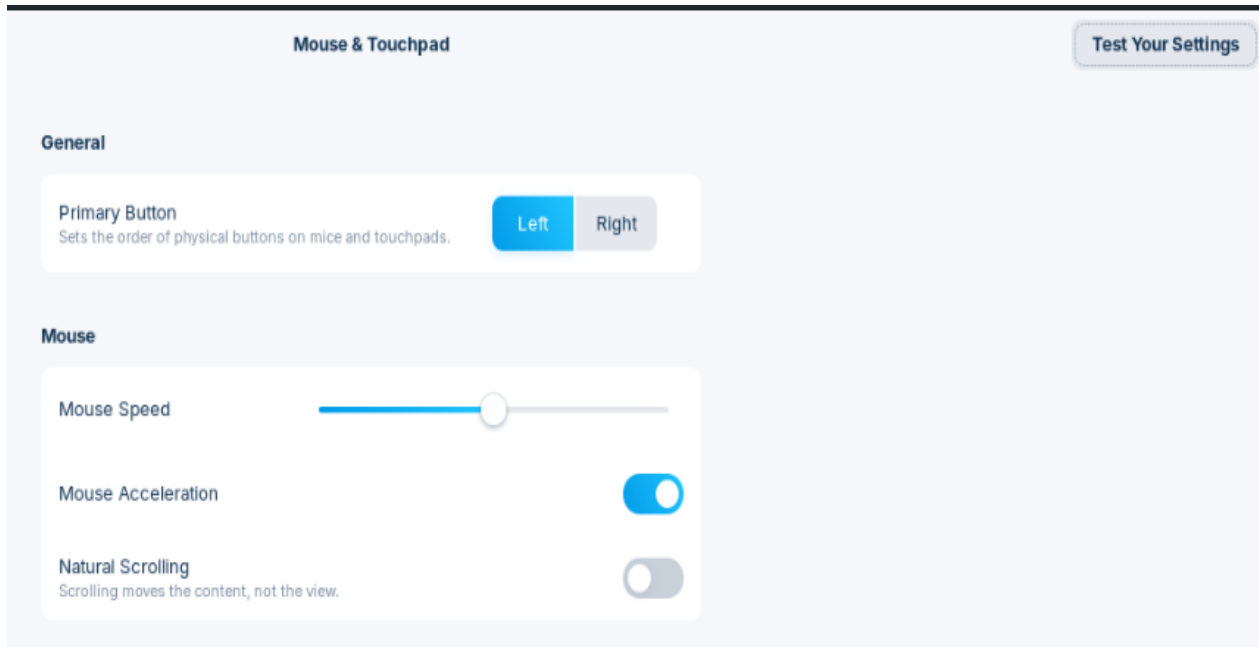 Mouse & Touchpad
Test Your Settings
General
Primary Button
Sets the order of physical buttons on mice and touchpads.
Left
Right
Mouse
Mouse Speed
Mouse Acceleration
Natural Scrolling
Scrolling moves the content, not the view.